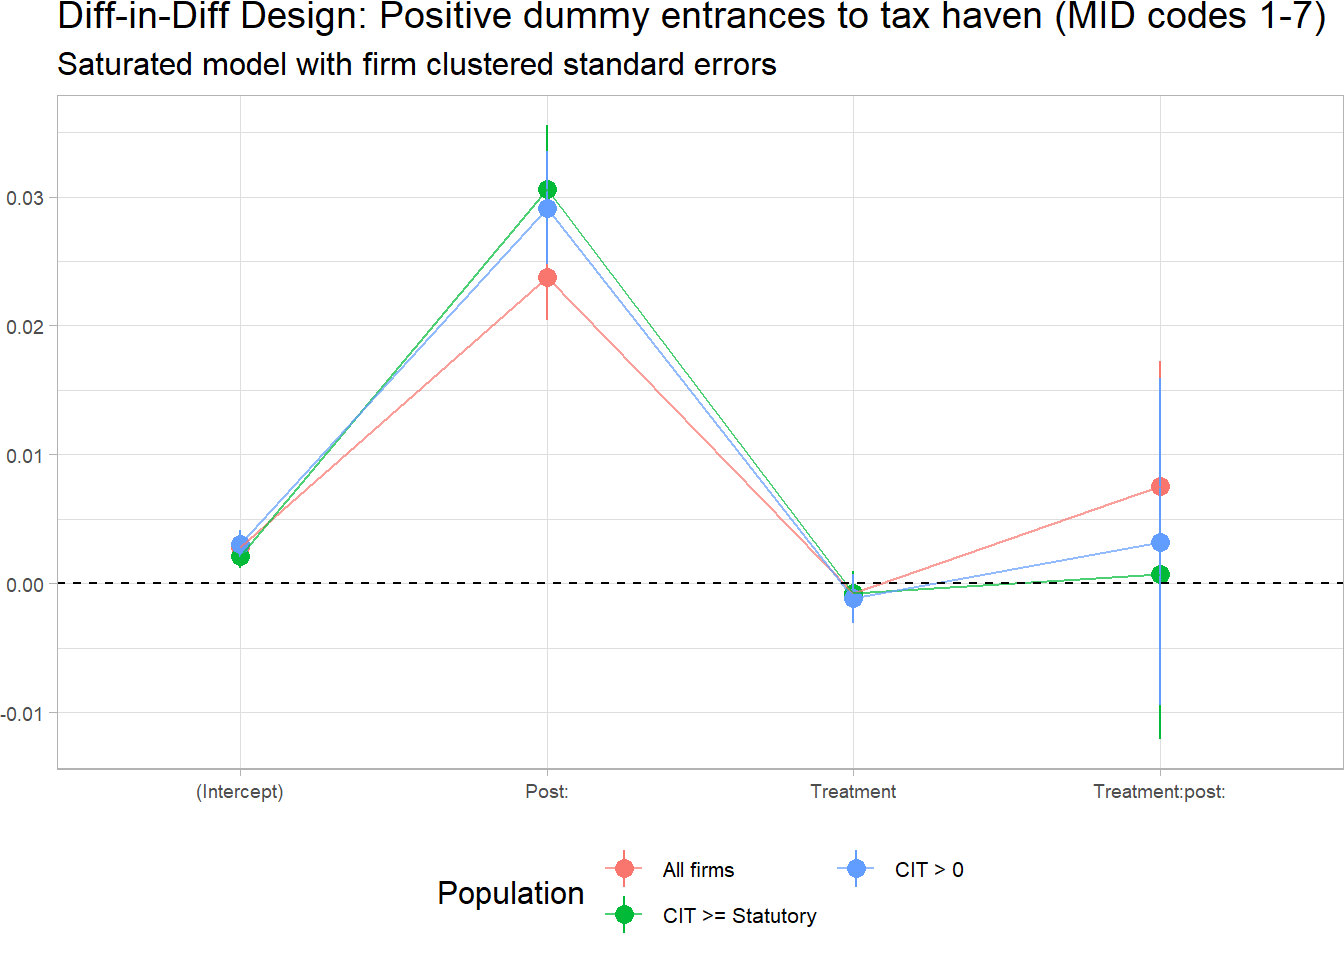 Diff-in-Diff Design: Positive dummy entrances to tax haven (MID codes 1-7)
Saturated model with firm clustered standard errors
0.03
0.02
0.01
0.00
-0.01
(Intercept) Post: Treatment Treatment:post:
Population
All firms CIT > 0
CIT >= Statutory